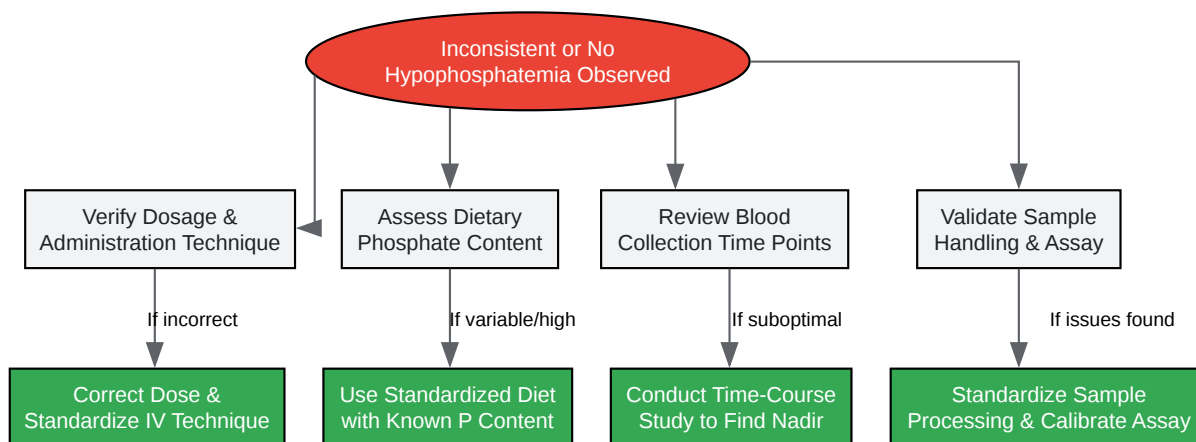 Inconsistent or No
Hypophosphatemia Observed
Verify Dosage &
Administration Technique
Assess Dietary
Phosphate Content
Review Blood
Collection Time Points
Validate Sample
Handling & Assay
If incorrect
If variable/high
If suboptimal
If issues found
Correct Dose &
Standardize IV Technique
Use Standardized Diet
with Known P Content
Conduct Time-Course
Study to Find Nadir
Standardize Sample
Processing & Calibrate Assay